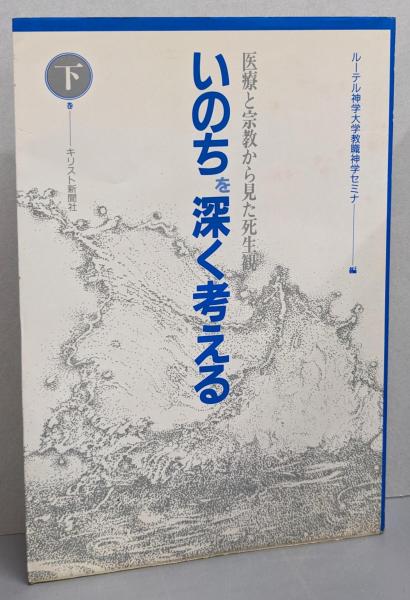 ルーテル神学大学教職神学セミナー編
医療と宗教から見た死生観
いのちを深く考える
下巻
キリスト新聞社